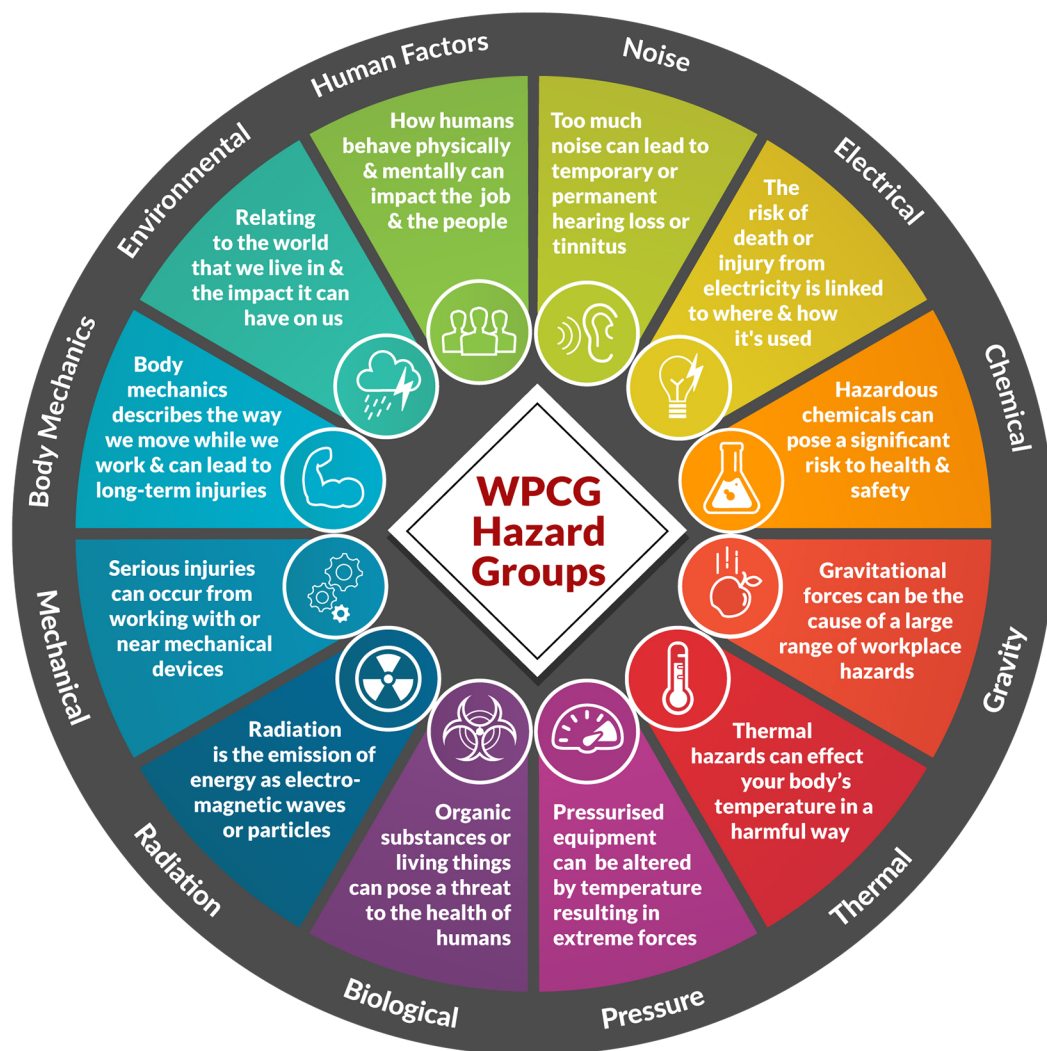 WPCG
Hazard
Groups
Noise
Too much
noise can lead to
temporary or
permanent
hearing loss or
tinnitus
Electrical
The
risk of
death or
injury from
electricity is linked
to where & how
it's used
Chemical
Hazardous
chemicals can
pose a significant
risk to health &
safety
Gravity
Gravitational
forces can be the
cause of a large
range of workplace
hazards
Thermal
Thermal
hazards can effect
your body's
temperature in a
harmful way
Pressure
Pressurised
equipment
can be altered
by temperature
resulting in
extreme forces
Biological
Organic
substances or
living things
can pose a threat
to the health of
humans
Radiation
Radiation
is the emission of
energy as electro-
magnetic waves
or particles
Mechanical
Serious injuries
can occur from
working with or
near mechanical
devices
Body Mechanics
Body
mechanics
describes the way
we move while we
work & can lead to
long-term injuries
Environmental
Relating
to the world
that we live in &
the impact it can
have on us
Human Factors
How humans
behave physically
& mentally can
impact the job
& the people